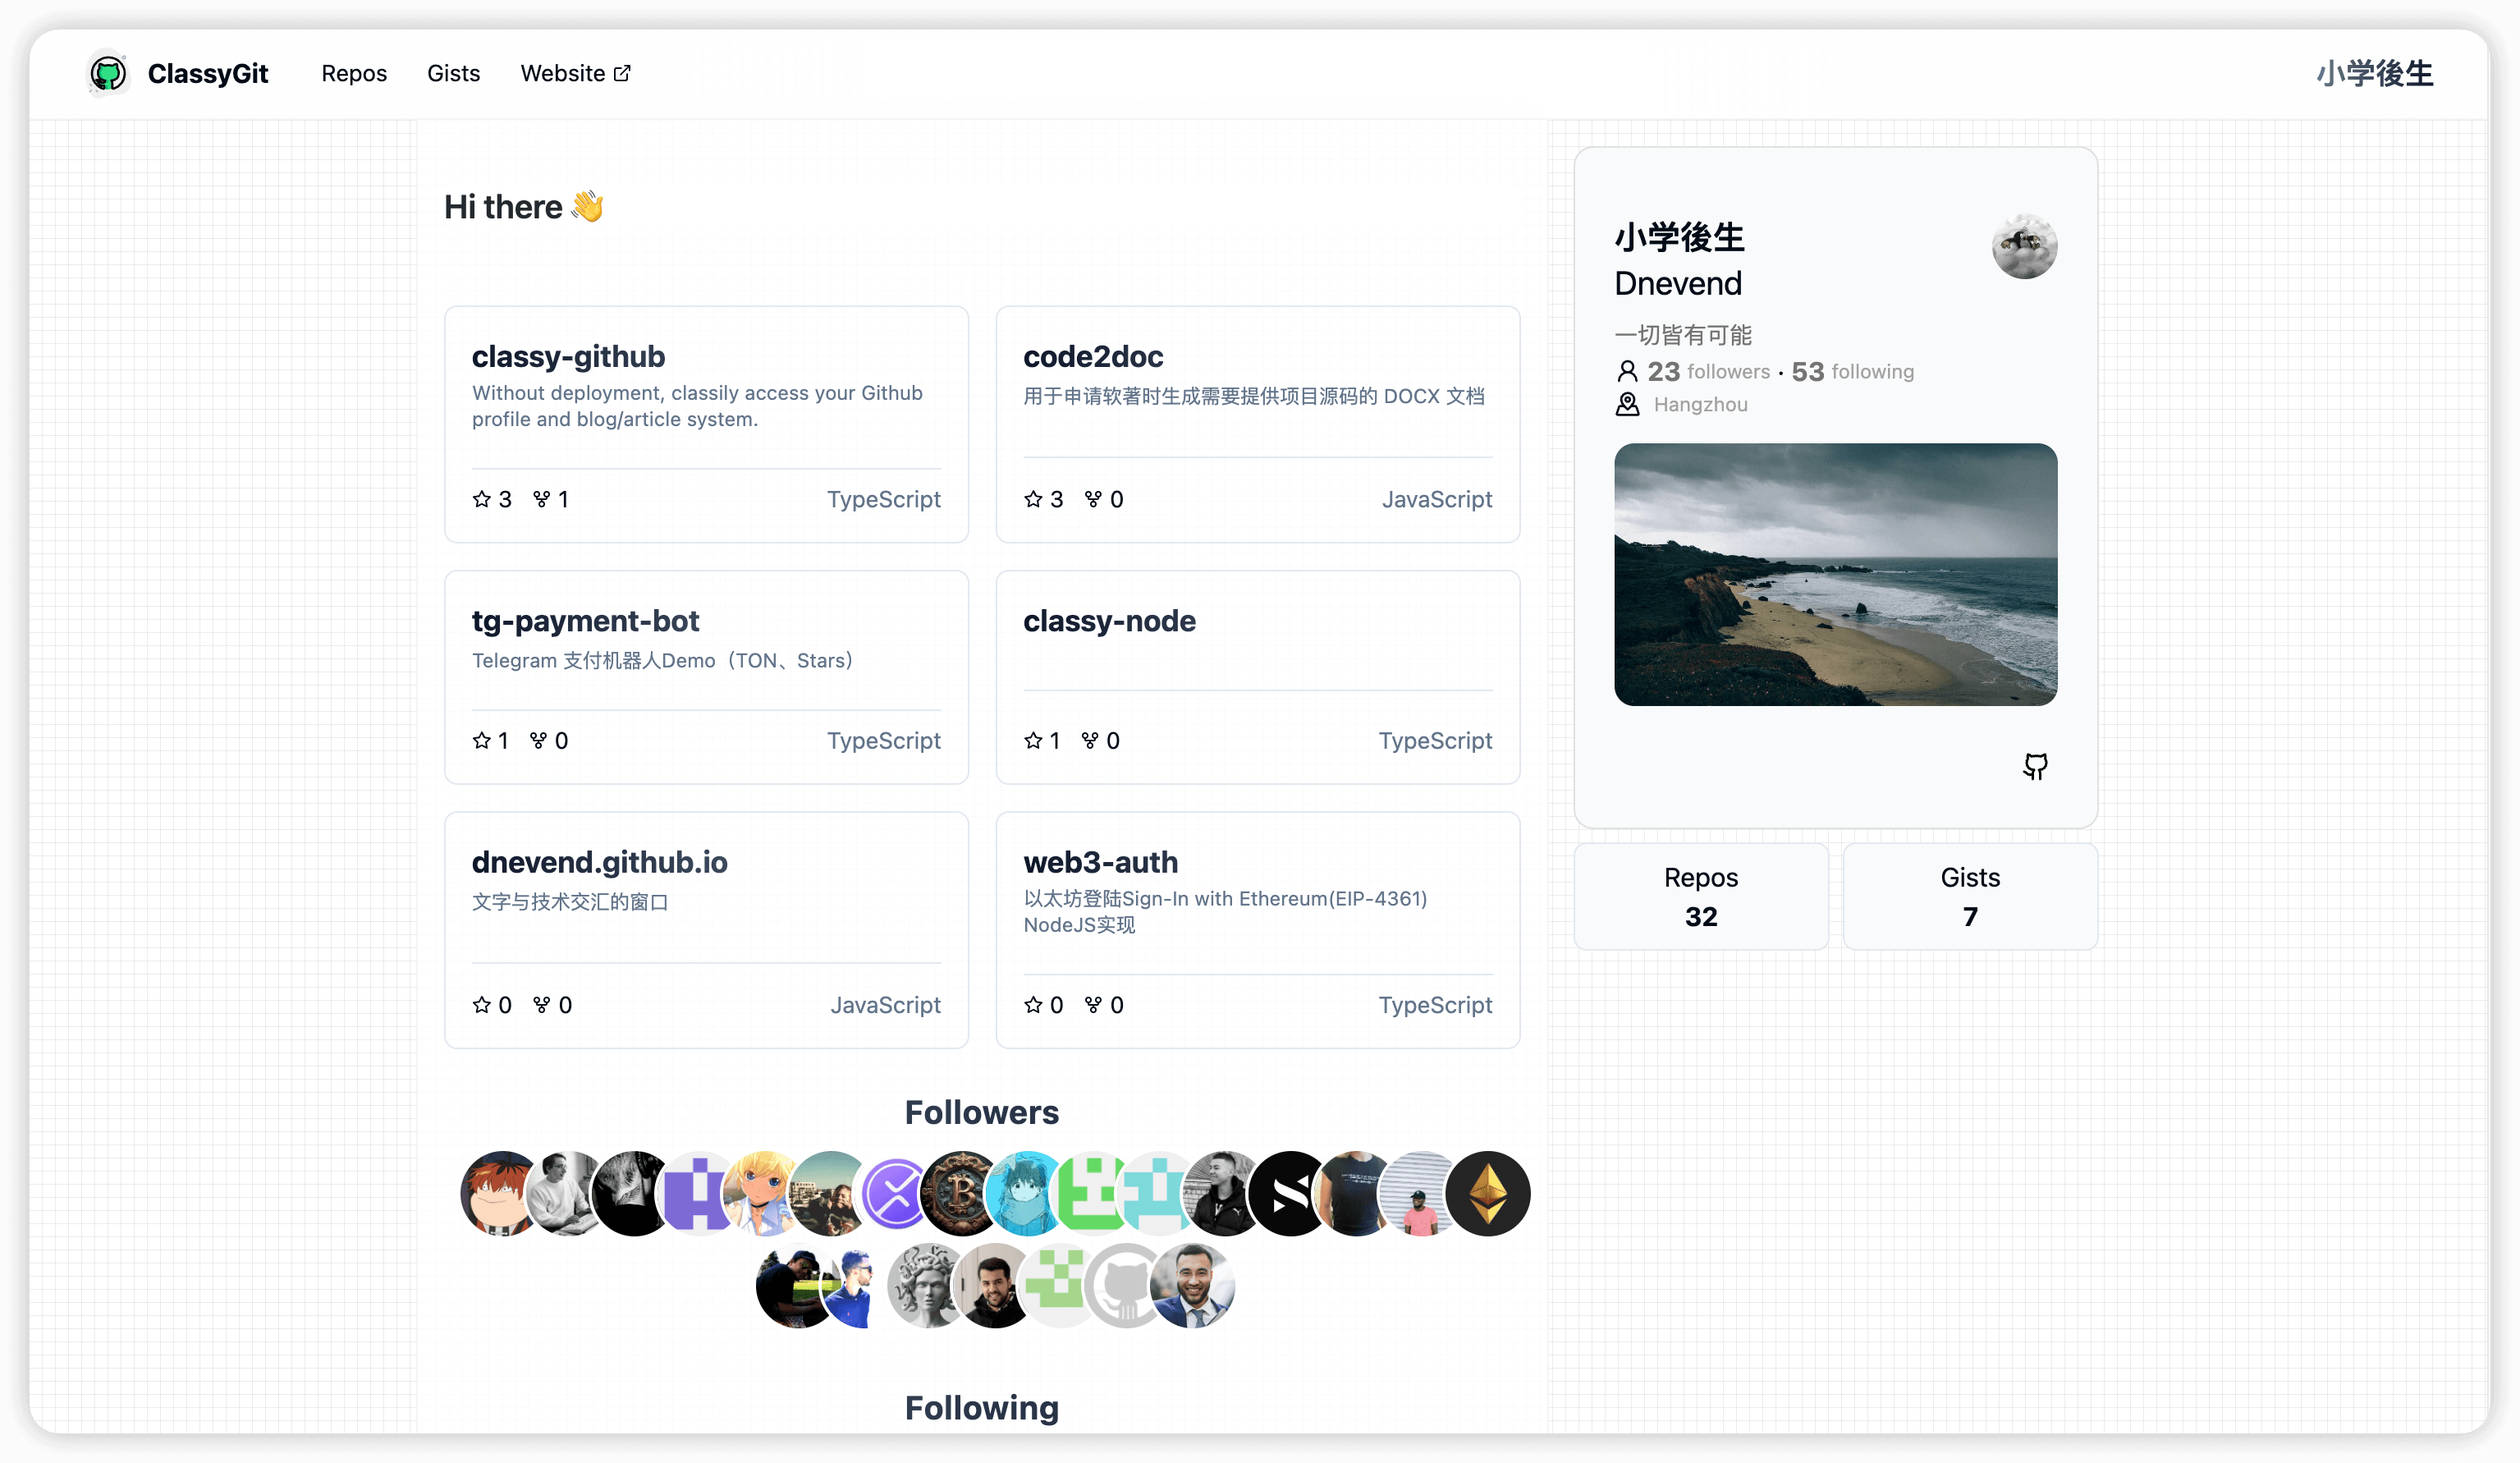 ClassyGit
Repos
Gists
Website
小学後生
Hi there 👋
classy-github
Without deployment, classily access your Github
profile and blog/article system.
3 1 TypeScript
code2doc
用于申请软著时生成需要提供项目源码的 DOCX 文档
3 0 JavaScript
tg-payment-bot
Telegram 支付机器人Demo（TON、Stars）
1 0 TypeScript
classy-node
1 0 TypeScript
dnevend.github.io
文字与技术交汇的窗口
0 0 JavaScript
web3-auth
以太坊登陆Sign-In with Ethereum(EIP-4361)
NodeJS实现
0 0 TypeScript
Followers
Following
小学後生
Dnevend
一切皆有可能
23 followers · 53 following
Hangzhou
Repos
32
Gists
7